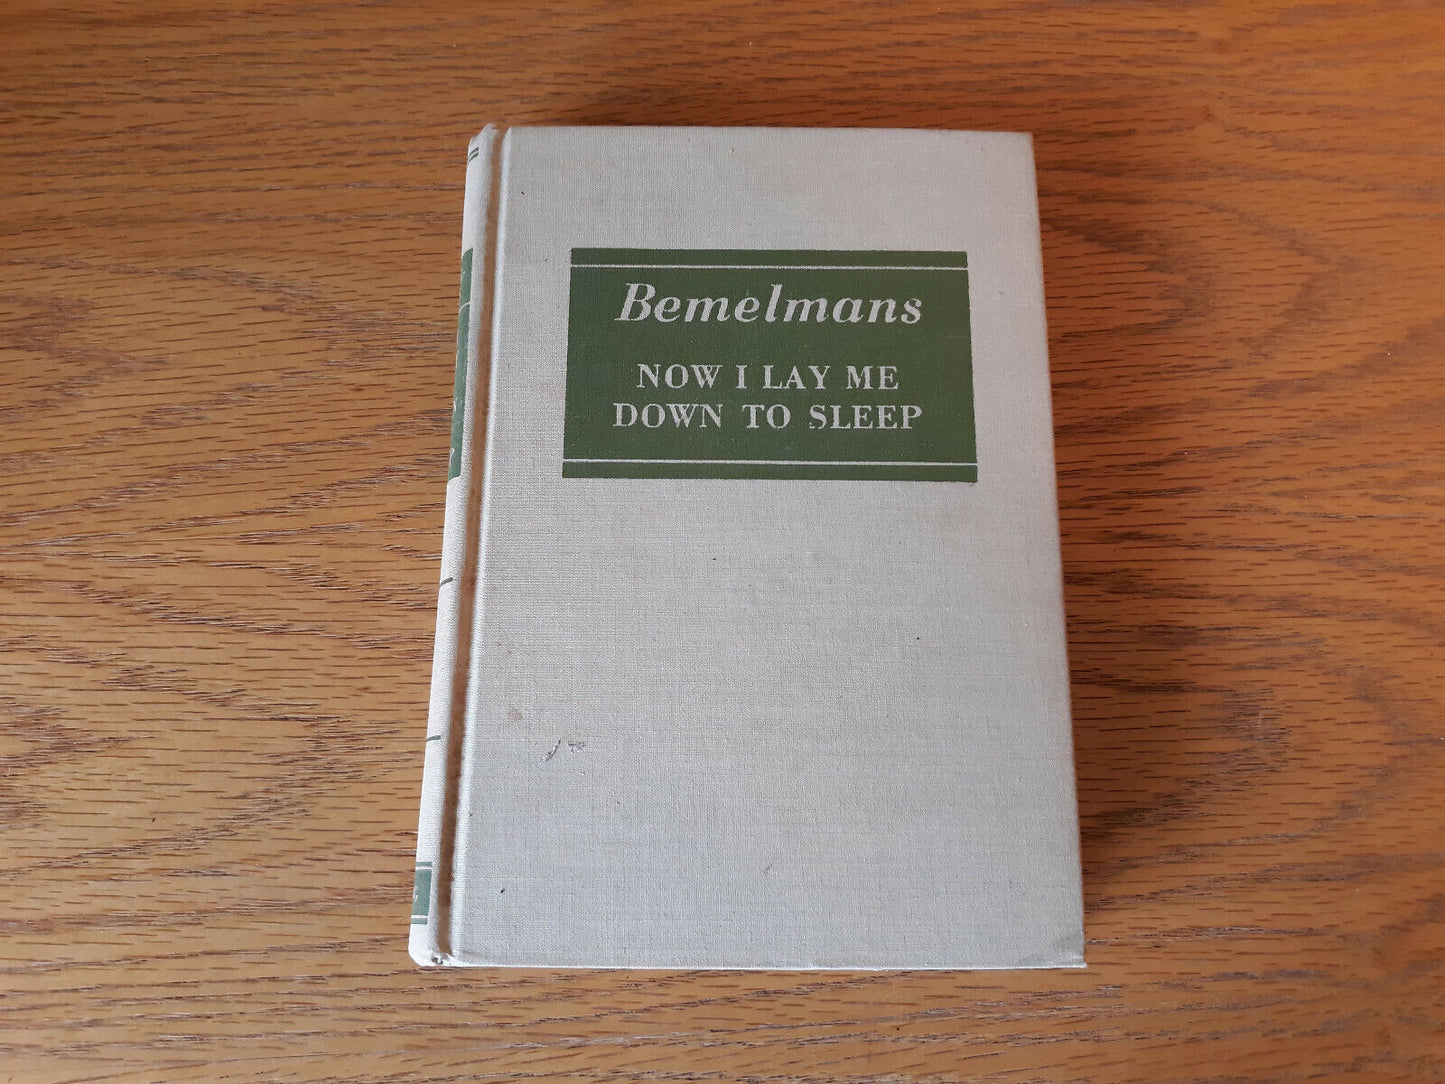 Bemelmans
NOW I LAY ME
DOWN TO SLEEP